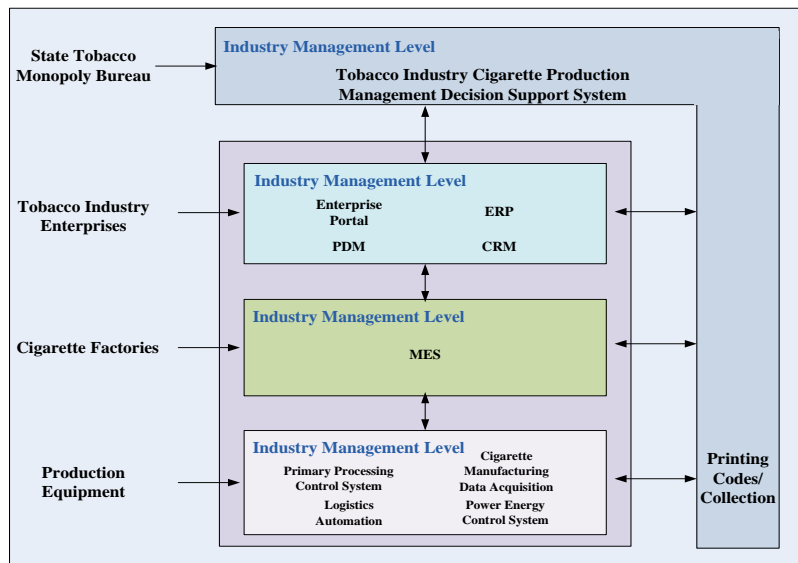 State Tobacco
Monopoly Bureau
Industry Management Level
Tobacco Industry Cigarette Production
Management Decision Support System
Tobacco Industry
Enterprises
Industry Management Level
Enterprise
Portal
ERP
PDM
CRM
Cigarette Factories
Industry Management Level
MES
Production
Equipment
Industry Management Level
Primary Processing
Control System
Cigarette
Manufacturing
Data Acquisition
Logistics
Automation
Power Energy
Control System
Printing
Codes/
Collection